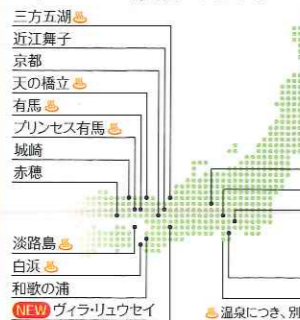 三方五湖
近江舞子
京都
天の橋立
有馬
プリンセス有馬
城崎
赤穂
淡路島
白浜
和歌の浦
NEW ヴィラ・リュウセイ
温泉につき、別